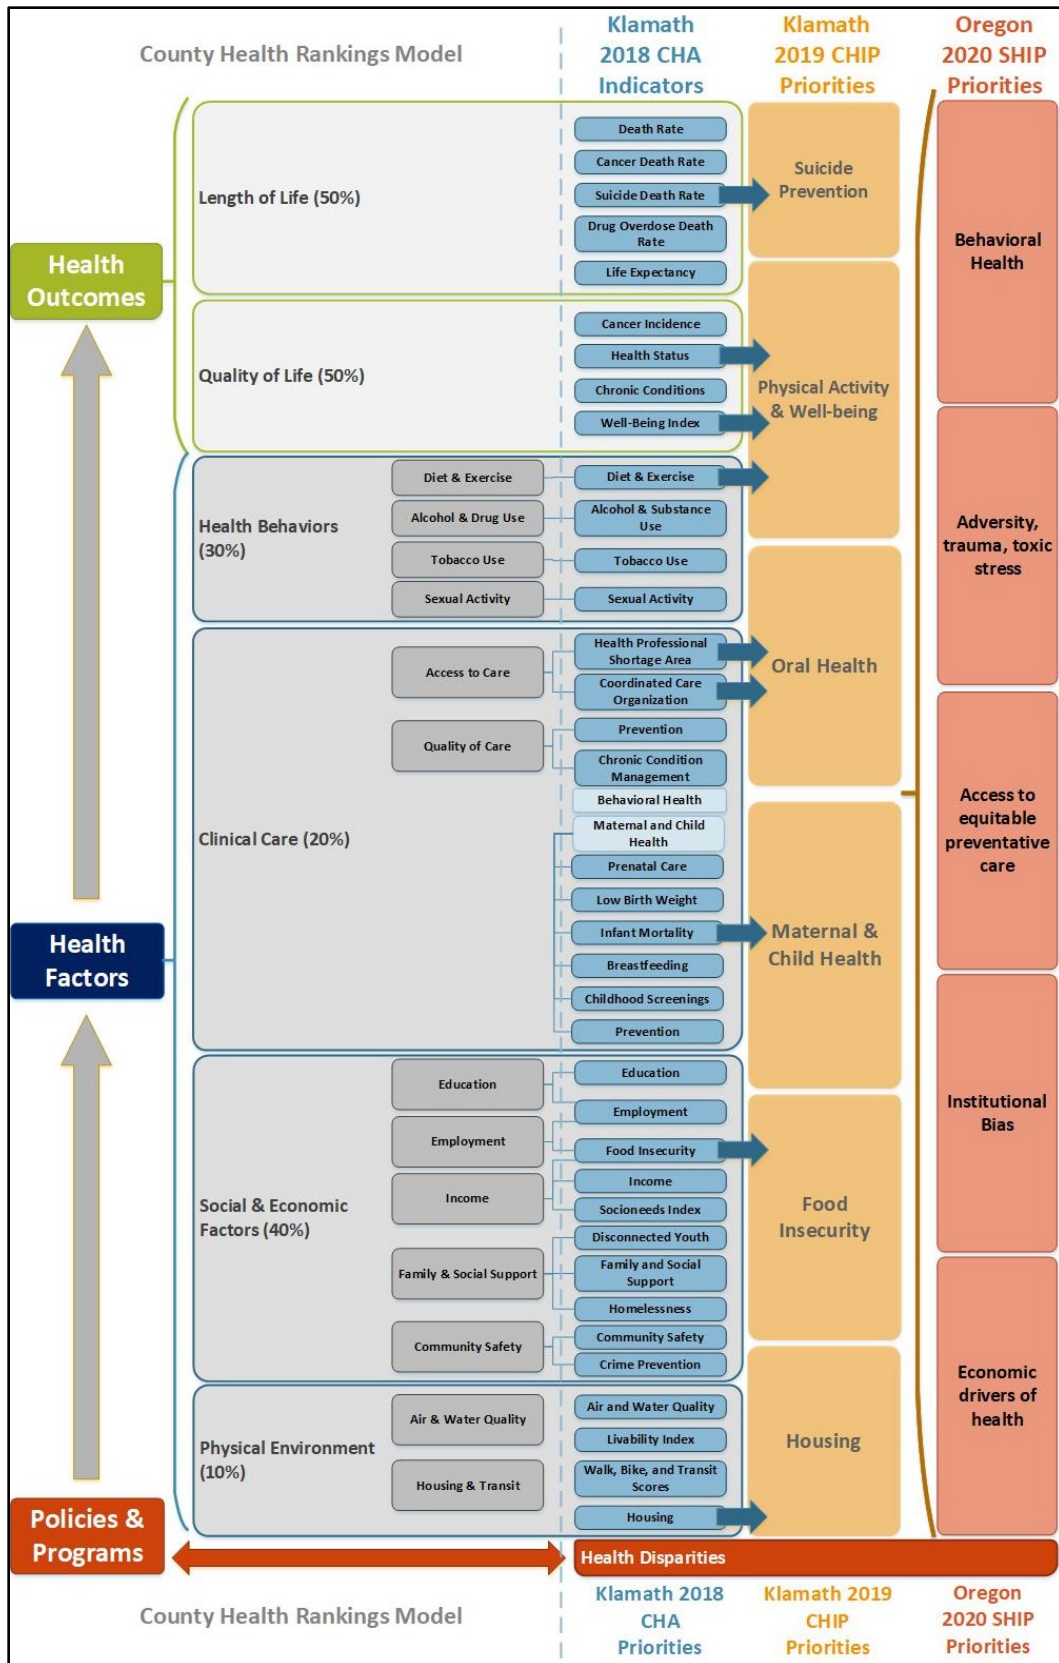 County Health Rankings Model
Klamath
2018 CHA
Indicators
Klamath
2019 CHIP
Priorities
Oregon
2020 SHIP
Priorities
Health
Outcomes
Health
Factors
Policies &
Programs
Length of Life (50%)
Death Rate
Cancer Death Rate
Suicide Death Rate
Drug Overdose Death
Rate
Life Expectancy
Quality of Life (50%)
Cancer Incidence
Health Status
Chronic Conditions
Well-Being Index
Health Behaviors
(30%)
Diet & Exercise
Alcohol & Drug Use
Tobacco Use
Sexual Activity
Diet & Exercise
Alcohol & Substance
Use
Tobacco Use
Sexual Activity
Clinical Care (20%)
Access to Care
Quality of Care
Health Professional
Shortage Area
Coordinated Care
Organization
Prevention
Chronic Condition
Management
Behavioral Health
Maternal and Child
Health
Prenatal Care
Low Birth Weight
Infant Mortality
Breastfeeding
Childhood Screenings
Prevention
Social & Economic
Factors (40%)
Education
Employment
Income
Family & Social Support
Community Safety
Education
Employment
Food Insecurity
Income
Socioneeds Index
Disconnected Youth
Family and Social
Support
Homelessness
Community Safety
Crime Prevention
Physical Environment
(10%)
Air & Water Quality
Housing & Transit
Air and Water Quality
Livability Index
Walk, Bike, and Transit
Scores
Housing
Suicide
Prevention
Physical Activity
& Well-being
Oral Health
Maternal &
Child Health
Food
Insecurity
Housing
Behavioral
Health
Adversity,
trauma, toxic
stress
Access to
equitable
preventative
care
Institutional
Bias
Economic
drivers of
health
Health Disparities
County Health Rankings Model
Klamath 2018
CHA
Priorities
Klamath 2019
CHIP
Priorities
Oregon
2020 SHIP
Priorities